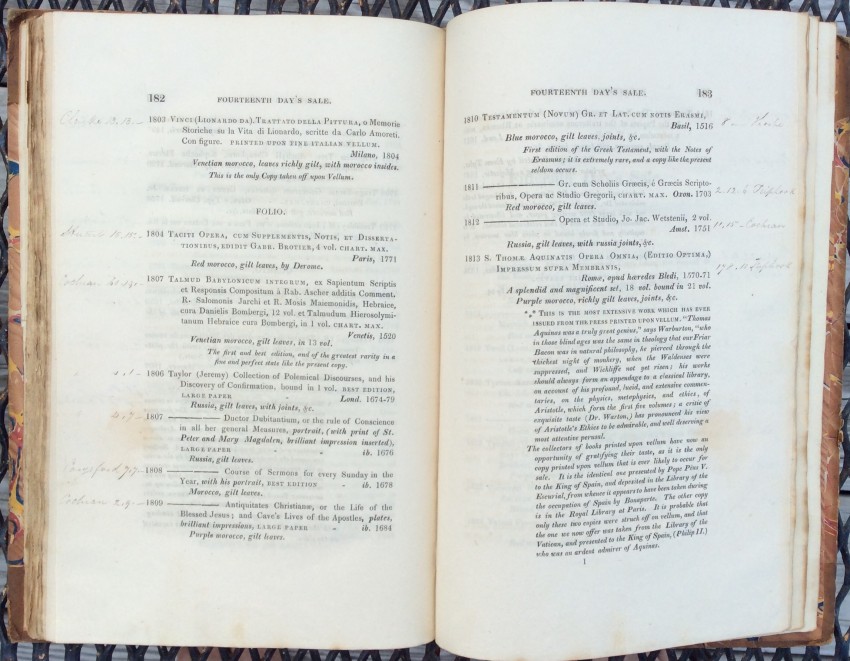 182
FOURTEENTH DAY'S SALE.
1803 VINCI (LIONARDO DA). TRATTATO DELLA PITTURA, o Memorie
Storiche su la Vita di Lionardo, scritte da Carlo Amoreti.
Con figure. PRINTED UPON FINE ITALIAN VELLUM.
Milano, 1804
Venetian morocco, leaves richly gilt, with morocco insides.
This is the only Copy taken off upon Vellum.
FOLIO.
1804 TACITI OPERA, CUM SUPPLEMENTIS, NOTIS, ET DISSERTA-
TIONIBUS, EDIDIT GABR. BROTIER, 4 vol. CHART. MAX.
Paris, 1771
Red morocco, gilt leaves, by Derome.
Cochran
1807 TALMUD BABYLONICUM INTEGRUM, ex Sapientum Scriptis
et Responsis Compositum à Rab. Ascher additis Comment.
R. Salomonis Jarchi et R. Mosis Maiemonidis, Hebraice,
cura Danielis Bombergi, 12 vol. et Talmudum Hierosolymi-
tanum Hebraice cura Bombergi, in 1 vol. CHART. MAX.
Venetis, 1520
Venetian morocco, gilt leaves, in 13 vol.
The first and best edition, and of the greatest rarity in a
fine and perfect state like the present copy.
1806 Taylor (Jeremy) Collection of Polemical Discourses, and his
Discovery of Confirmation, bound in 1 vol. BEST EDITION,
LARGE PAPER Lond. 1674-79
Russia, gilt leaves, with joints, &c.
1807 ——— Ductor Dubitantium, or the rule of Conscience
in all her general Measures, portrait, (with print of St.
Peter and Mary Magdalen, brilliant impression inserted),
LARGE PAPER - - ib. 1676
Russia, gilt leaves.
1808 ——— Course of Sermons for every Sunday in the
Year, with his portrait, BEST EDITION - ib. 1678
Morocco, gilt leaves.
Cochran 2.9.-
1809 ——— Antiquitates Christianæ, or the Life of the
Blessed Jesus; and Cave's Lives of the Apostles, plates,
brilliant impressions, LARGE PAPER - ib. 1684
Purple morocco, gilt leaves.
FOURTEENTH DAY'S SALE.
183
1810 TESTAMENTUM (NOVUM) GR. ET LAT. CUM NOTIS ERASMI,
Basil, 1516
Blue morocco, gilt leaves, joints, &c.
First edition of the Greek Testament, with the Notes of
Erasmus; it is extremely rare, and a copy like the present
seldom occurs.
1811 ——— Gr. cum Scholiis Græcis, é Græcis Scripto-
ribus, Opera ac Studio Gregorii, CHART. MAX. Oxon. 1703
Red morocco, gilt leaves.
1812 ——— Opera et Studio, Jo. Jac. Wetstenii, 2 vol.
Amst. 1751
Cochran
Russia, gilt leaves, with russia joints, &c.
1813 S. THOMÆ AQUINATIS OPERA OMNIA, (EDITIO OPTIMA,)
IMPRESSUM SUPRA MEMBRANIS,
Romæ, apud hæredes Bledi, 1570-71
A splendid and magnificent set, 18 vol. bound in 21 vol.
Purple morocco, richly gilt leaves, joints, &c.
*⁎* THIS IS THE MOST EXTENSIVE WORK WHICH HAS EVER
ISSUED FROM THE PRESS PRINTED UPON VELLUM. "Thomas
Aquinas was a truly great genius," says Warburton, "who
in those blind ages was the same in theology that our Friar
Bacon was in natural philosophy, he pierced through the
thickest night of monkery, when the Waldenses were
suppressed, and Wickliffe not yet risen; his works
should always form an appendage to a classical library,
on account of his profound, lucid, and extensive commen-
taries, on the physics, metaphysics, and ethics, of
Aristotle, which form the first five volumes; a critic of
exquisite taste (Dr. Warton,) has pronounced his view
of Aristotle's Ethics to be admirable, and well deserving a
most attentive perusal.
The collectors of books printed upon vellum have now an
opportunity of gratifying their taste, as it is the only
copy printed upon vellum that is ever likely to occur for
sale. It is the identical one presented by Pope Pius V.
to the King of Spain, and deposited in the Library of the
Escurial, from whence it appears to have been taken during
the occupation of Spain by Bonaparte. The other copy
is in the Royal Library at Paris. It is probable that
only these two copies were struck off on vellum, and that
the one we now offer was taken from the Library of the
Vatican, and presented to the King of Spain, (Philip II.)
who was an ardent admirer of Aquinas.
1